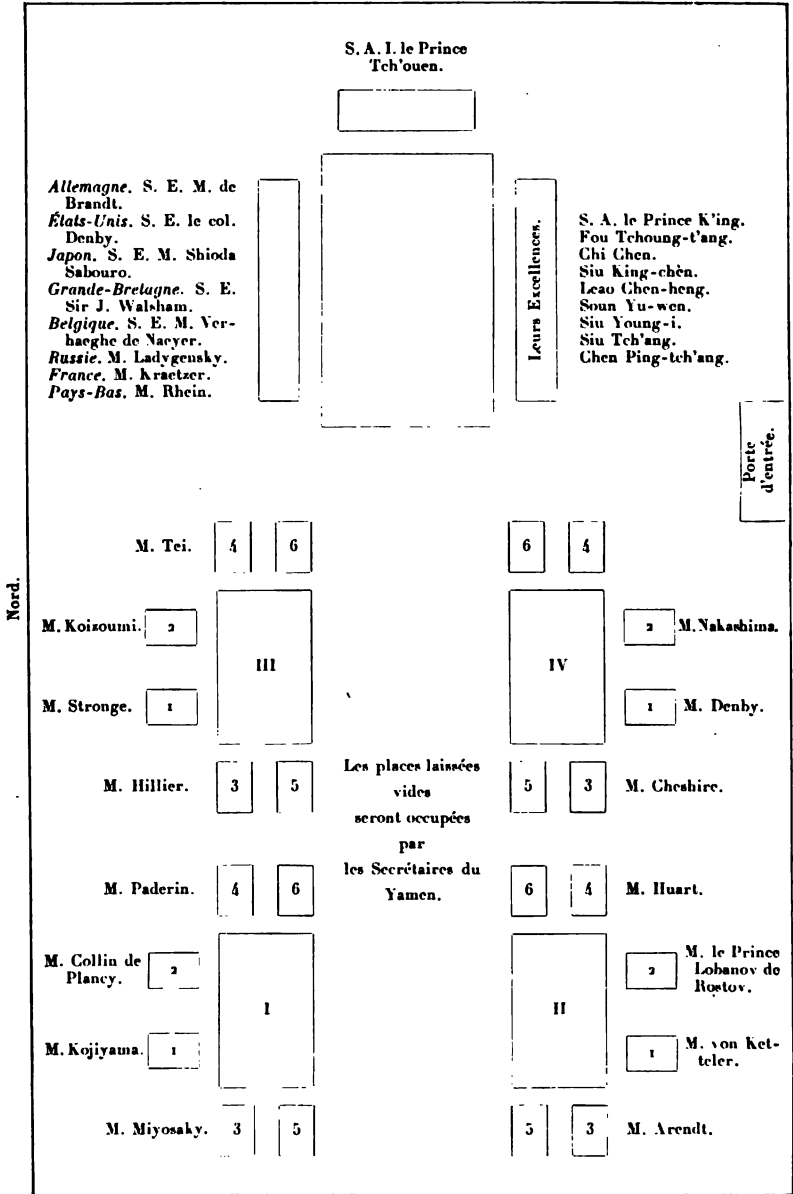 S. A. I. le Prince
Tch'ouen.
Allemagne. S. E. M. de
Brandt.
États-Unis. S. E. le col.
Denby.
Japon. S. E. M. Shioda
Sabouro.
Grande-Bretagne. S. E.
Sir J. Walsham.
Belgique. S. E. M. Ver-
haeghe de Naeyer.
Russie. M. Ladygensky.
France. M. Kraetzer.
Pays-Bas. M. Rhein.
Leurs Excellences.
S. A. le Prince K'ing.
Fou Tchoung-t'ang.
Chi Chen.
Siu King-chèn.
Leao Chen-heng.
Soun Yu-wen.
Siu Young-i.
Siu Tch'ang.
Chen Ping-tch'ang.
Porte
d'entrée.
Nord.
M. Tei. 4 6
6 4
M. Koizoumi. 2
III
IV
2 M. Nakashima.
M. Stronge. 1
1 M. Denby.
M. Hillier. 3 5
5 3 M. Cheshire.
Les places laissées
vides
seront occupées
par
les Secrétaires du
Yamen.
M. Paderin. 4 6
6 4 M. Huart.
M. Collin de
Plancy. 2
I
II
2 M. le Prince
Lobanov de
Rostov.
M. Kojiyama. 1
1 M. von Ket-
teler.
M. Miyosaky. 3 5
5 3 M. Arendt.